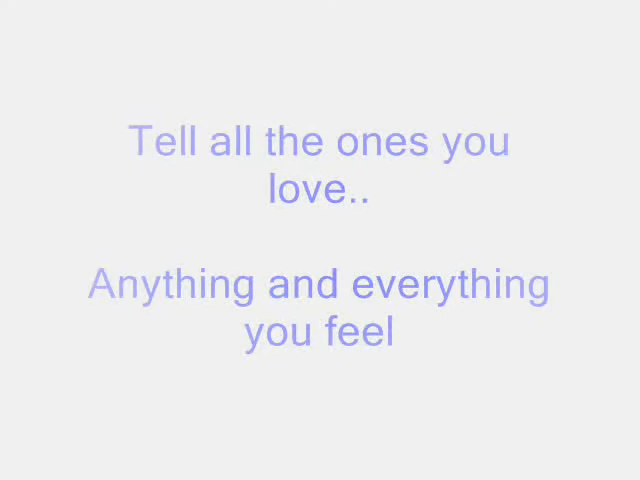 Tell all the ones you
love..
Anything and everything
you feel